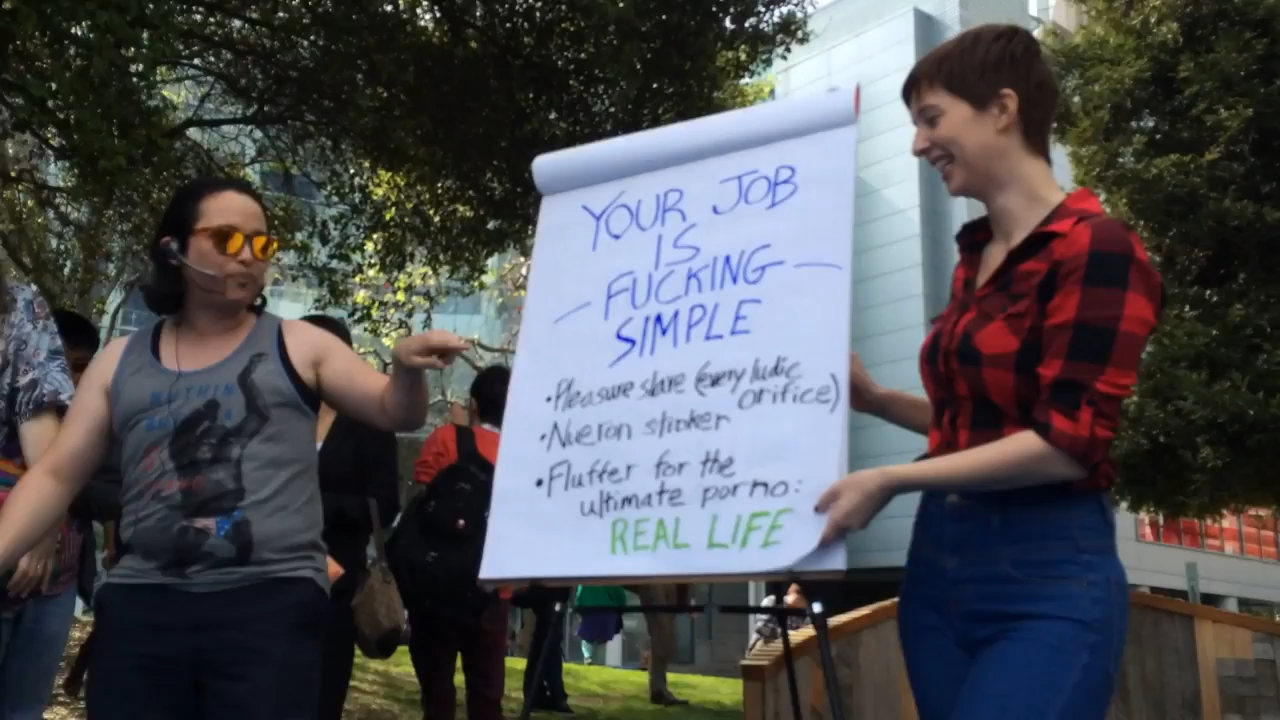 YOUR JOB
IS
— FUCKING —
SIMPLE
• Pleasure slave (every ludic
orifice)
• Nueron stroker
• Fluffer for the
ultimate porno:
REAL LIFE